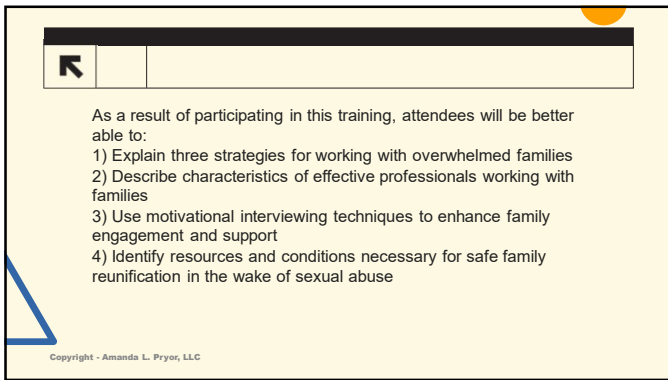 As a result of participating in this training, attendees will be better
able to:
1) Explain three strategies for working with overwhelmed families
2) Describe characteristics of effective professionals working with
families
3) Use motivational interviewing techniques to enhance family
engagement and support
4) Identify resources and conditions necessary for safe family
reunification in the wake of sexual abuse
Copyright - Amanda L. Pryor, LLC